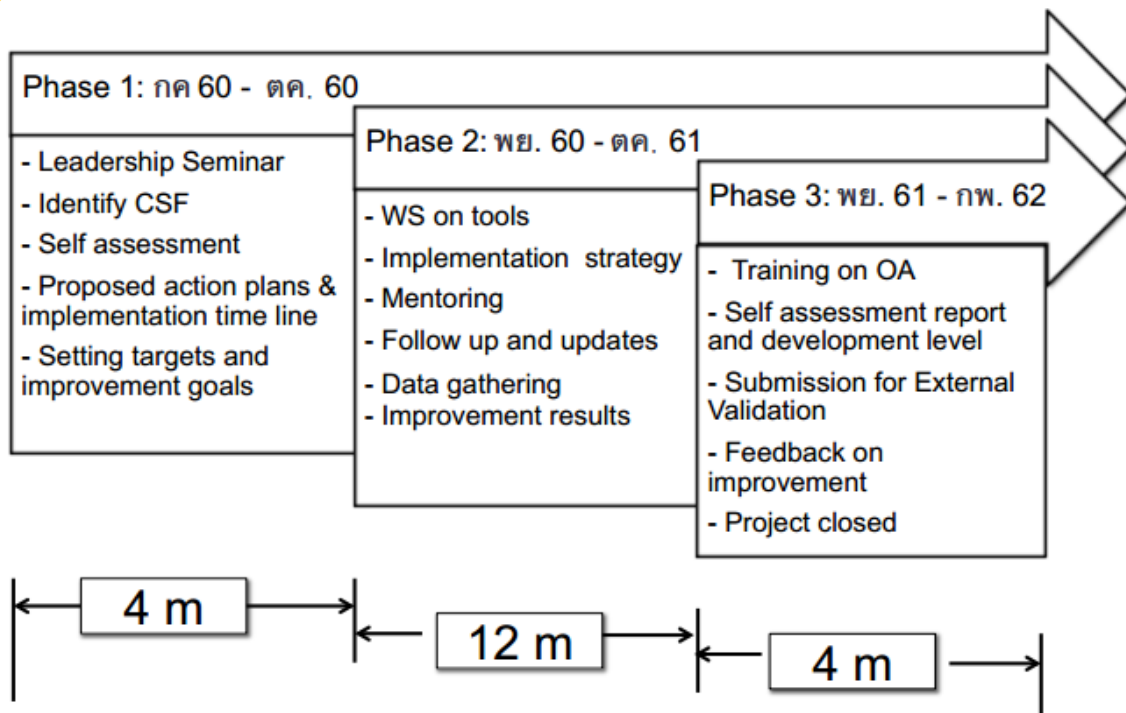 Phase 1: กค 60 - ตค. 60
- Leadership Seminar
- Identify CSF
- Self assessment
- Proposed action plans &
implementation time line
- Setting targets and
improvement goals
Phase 2: พย. 60 - ตค. 61
- WS on tools
- Implementation strategy
- Mentoring
- Follow up and updates
- Data gathering
- Improvement results
Phase 3: พย. 61 - กพ. 62
- Training on OA
- Self assessment report
and development level
- Submission for External
Validation
- Feedback on
improvement
- Project closed
4 m
12 m
4 m